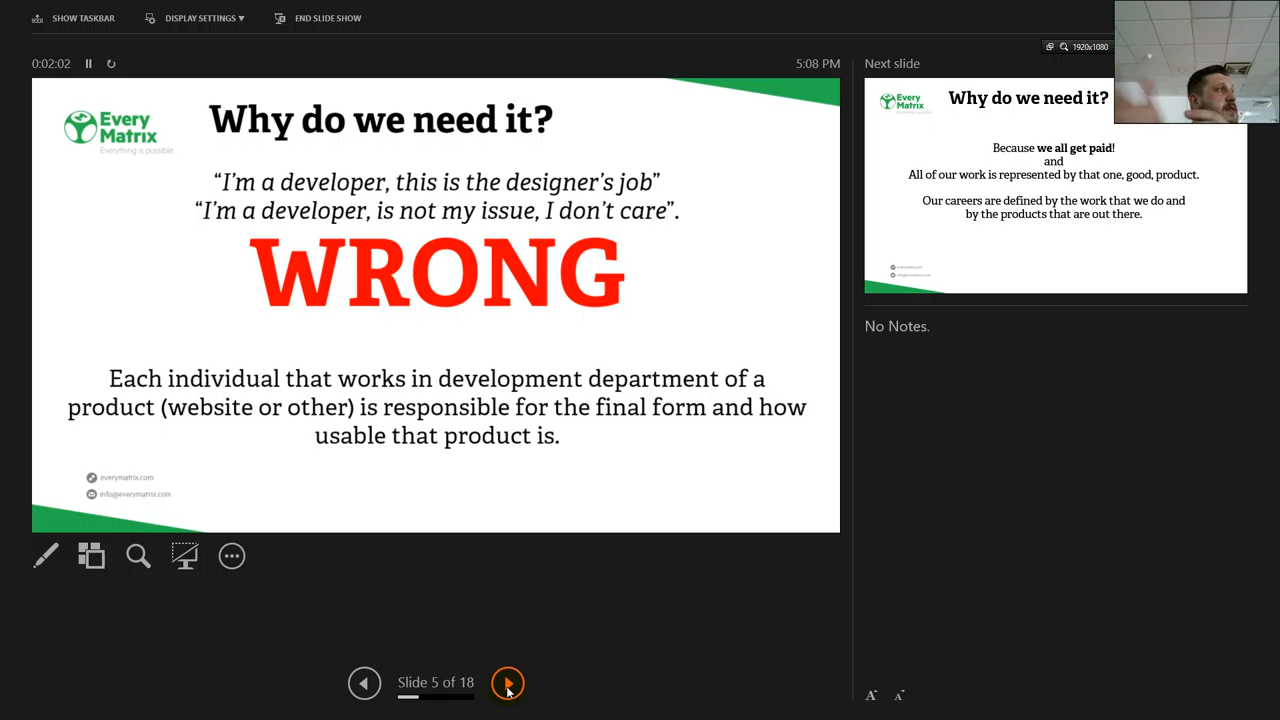 SHOW TASKBAR
DISPLAY SETTINGS ▼
END SLIDE SHOW
1920x1080
0:02:02
5:08 PM
Every
Matrix
Everything is possible
Why do we need it?
“I’m a developer, this is the designer’s job”
“I’m a developer, is not my issue, I don’t care”.
WRONG
Each individual that works in development department of a
product (website or other) is responsible for the final form and how
usable that product is.
everymatrix.com
info@everymatrix.com
Slide 5 of 18
Next slide
Every
Matrix
Why do we need it?
Because we all get paid!
and
All of our work is represented by that one, good, product.
Our careers are defined by the work that we do and
by the products that are out there.
everymatrix.com
info@everymatrix.com
No Notes.
A
A